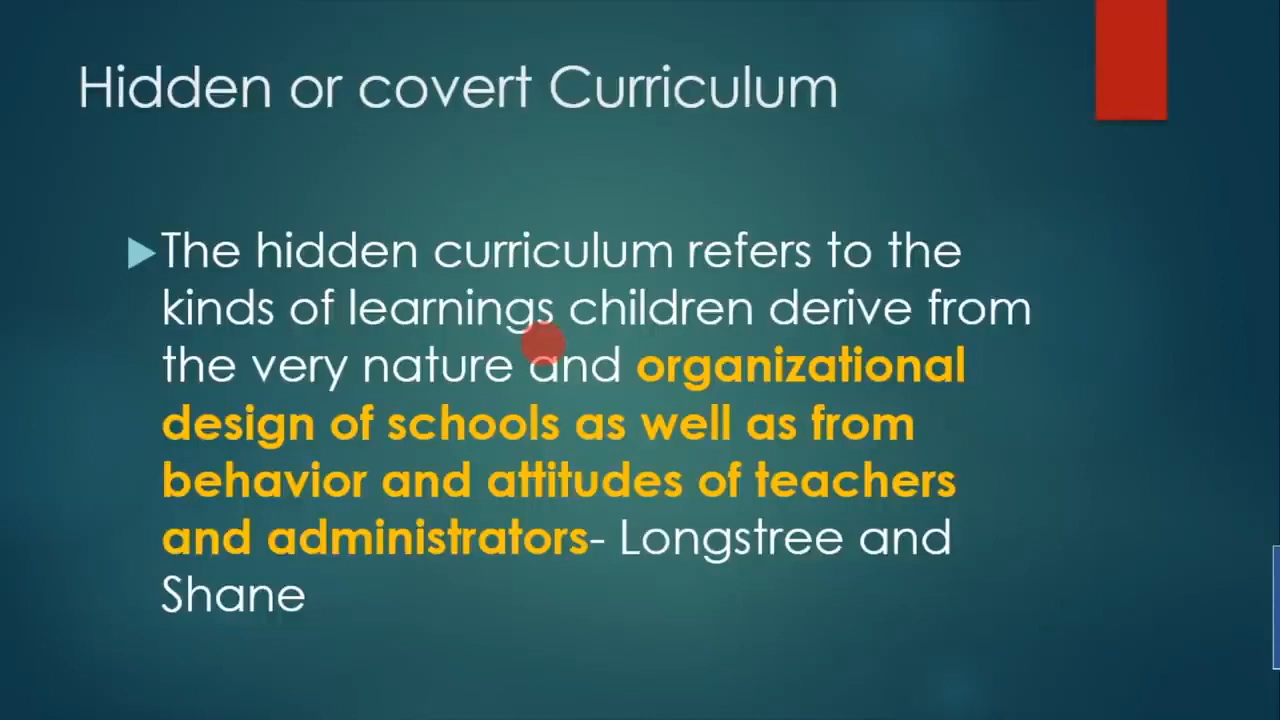 Hidden or covert Curriculum
The hidden curriculum refers to the
kinds of learnings children derive from
the very nature and organizational
design of schools as well as from
behavior and attitudes of teachers
and administrators- Longstree and
Shane